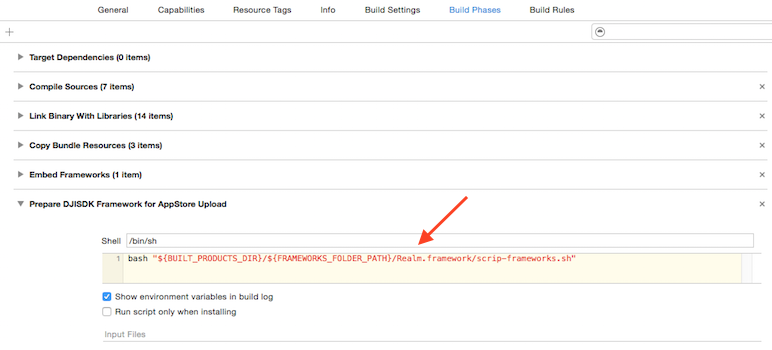 General Capabilities Resource Tags Info Build Settings Build Phases Build Rules
Target Dependencies (0 items)
Compile Sources (7 items)
Link Binary With Libraries (14 items)
Copy Bundle Resources (3 items)
Embed Frameworks (1 item)
Prepare DJISDK Framework for AppStore Upload
Shell /bin/sh
1 bash "${BUILT_PRODUCTS_DIR}/${FRAMEWORKS_FOLDER_PATH}/Realm.framework/scrip-frameworks.sh"
Show environment variables in build log
Run script only when installing
Input Files